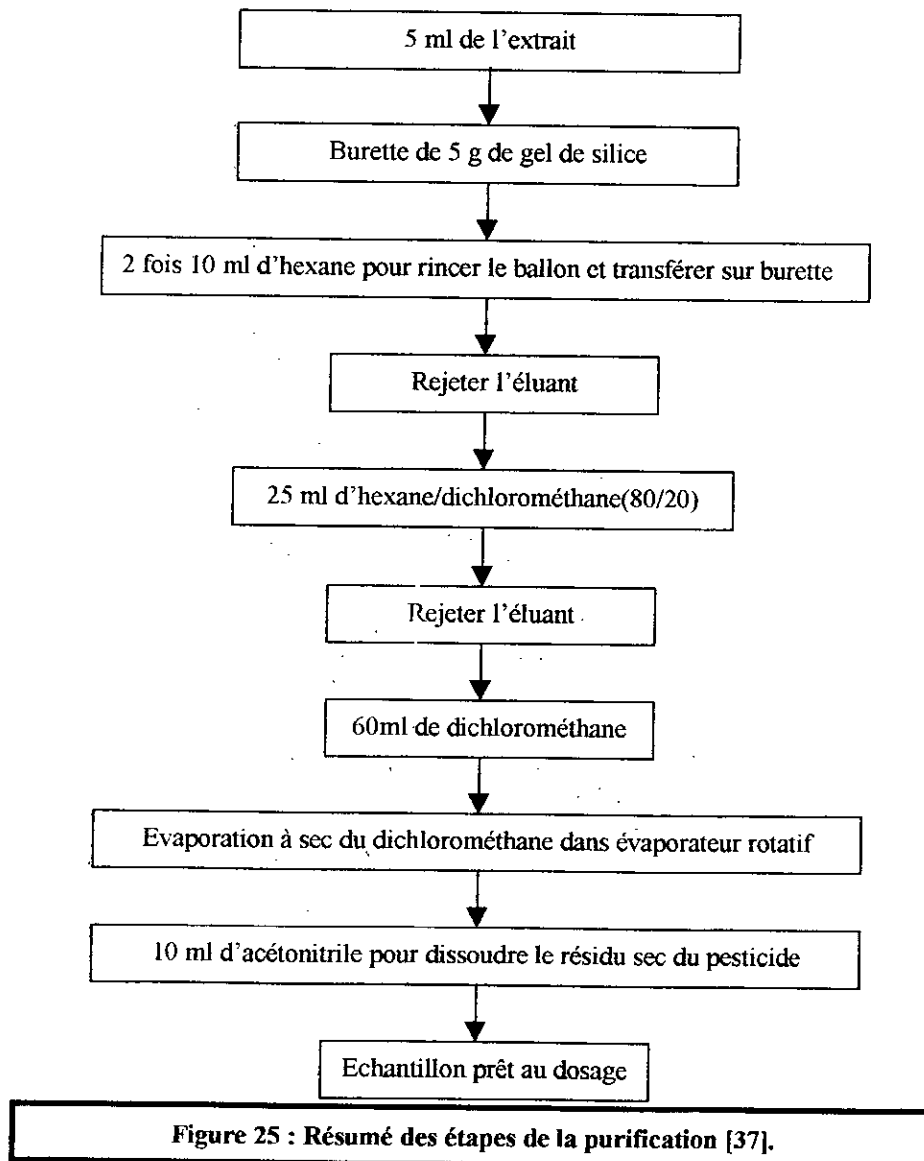 5 ml de l’extrait
Burette de 5 g de gel de silice
2 fois 10 ml d’hexane pour rincer le ballon et transférer sur burette
Rejeter l’éluant
25 ml d’hexane/dichlorométhane(80/20)
Rejeter l’éluant
60ml de dichlorométhane
Evaporation à sec du dichlorométhane dans évaporateur rotatif
10 ml d’acétonitrile pour dissoudre le résidu sec du pesticide
Echantillon prêt au dosage
Figure 25 : Résumé des étapes de la purification [37].